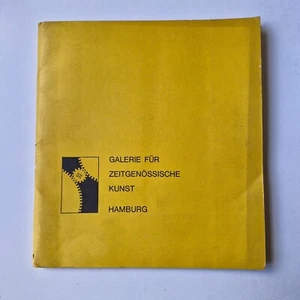 GALERIE FÜR
ZEITGENÖSSISCHE
KUNST
HAMBURG